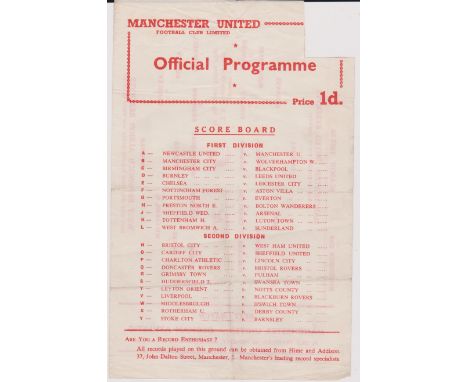 MANCHESTER UNITED
FOOTBALL CLUB LIMITED
Official Programme
Price 1d.
SCORE BOARD
FIRST DIVISION
A — NEWCASTLE UNITED v. MANCHESTER U.
B — MANCHESTER CITY v. WOLVERHAMPTON W.
C — BIRMINGHAM CITY v. BLACKPOOL
D — BURNLEY v. LEEDS UNITED
E — CHELSEA v. LEICESTER CITY
F — NOTTINGHAM FOREST v. ASTON VILLA
G — PORTSMOUTH v. EVERTON
H — PRESTON NORTH E. v. BOLTON WANDERERS
J — SHEFFIELD WED. v. ARSENAL
K — TOTTENHAM H. v. LUTON TOWN
L — WEST BROMWICH A. v. SUNDERLAND
SECOND DIVISION
N — BRISTOL CITY v. WEST HAM UNITED
O — CARDIFF CITY v. SHEFFIELD UNITED
P — CHARLTON ATHLETIC v. LINCOLN CITY
Q — DONCASTER ROVERS v. BRISTOL ROVERS
R — GRIMSBY TOWN v. FULHAM
S — HUDDERSFIELD T. v. SWANSEA TOWN
T — LEYTON ORIENT v. NOTTS COUNTY
V — LIVERPOOL v. BLACKBURN ROVERS
W — MIDDLESBROUGH v. IPSWICH TOWN
X — ROTHERHAM U. v. DERBY COUNTY
Y — STOKE CITY v. BARNSLEY
ARE YOU A RECORD ENTHUSIAST ?
All records played on this ground can be obtained from Hime and Addison
37, John Dalton Street, Manchester, 2. Manchester's leading record specialists